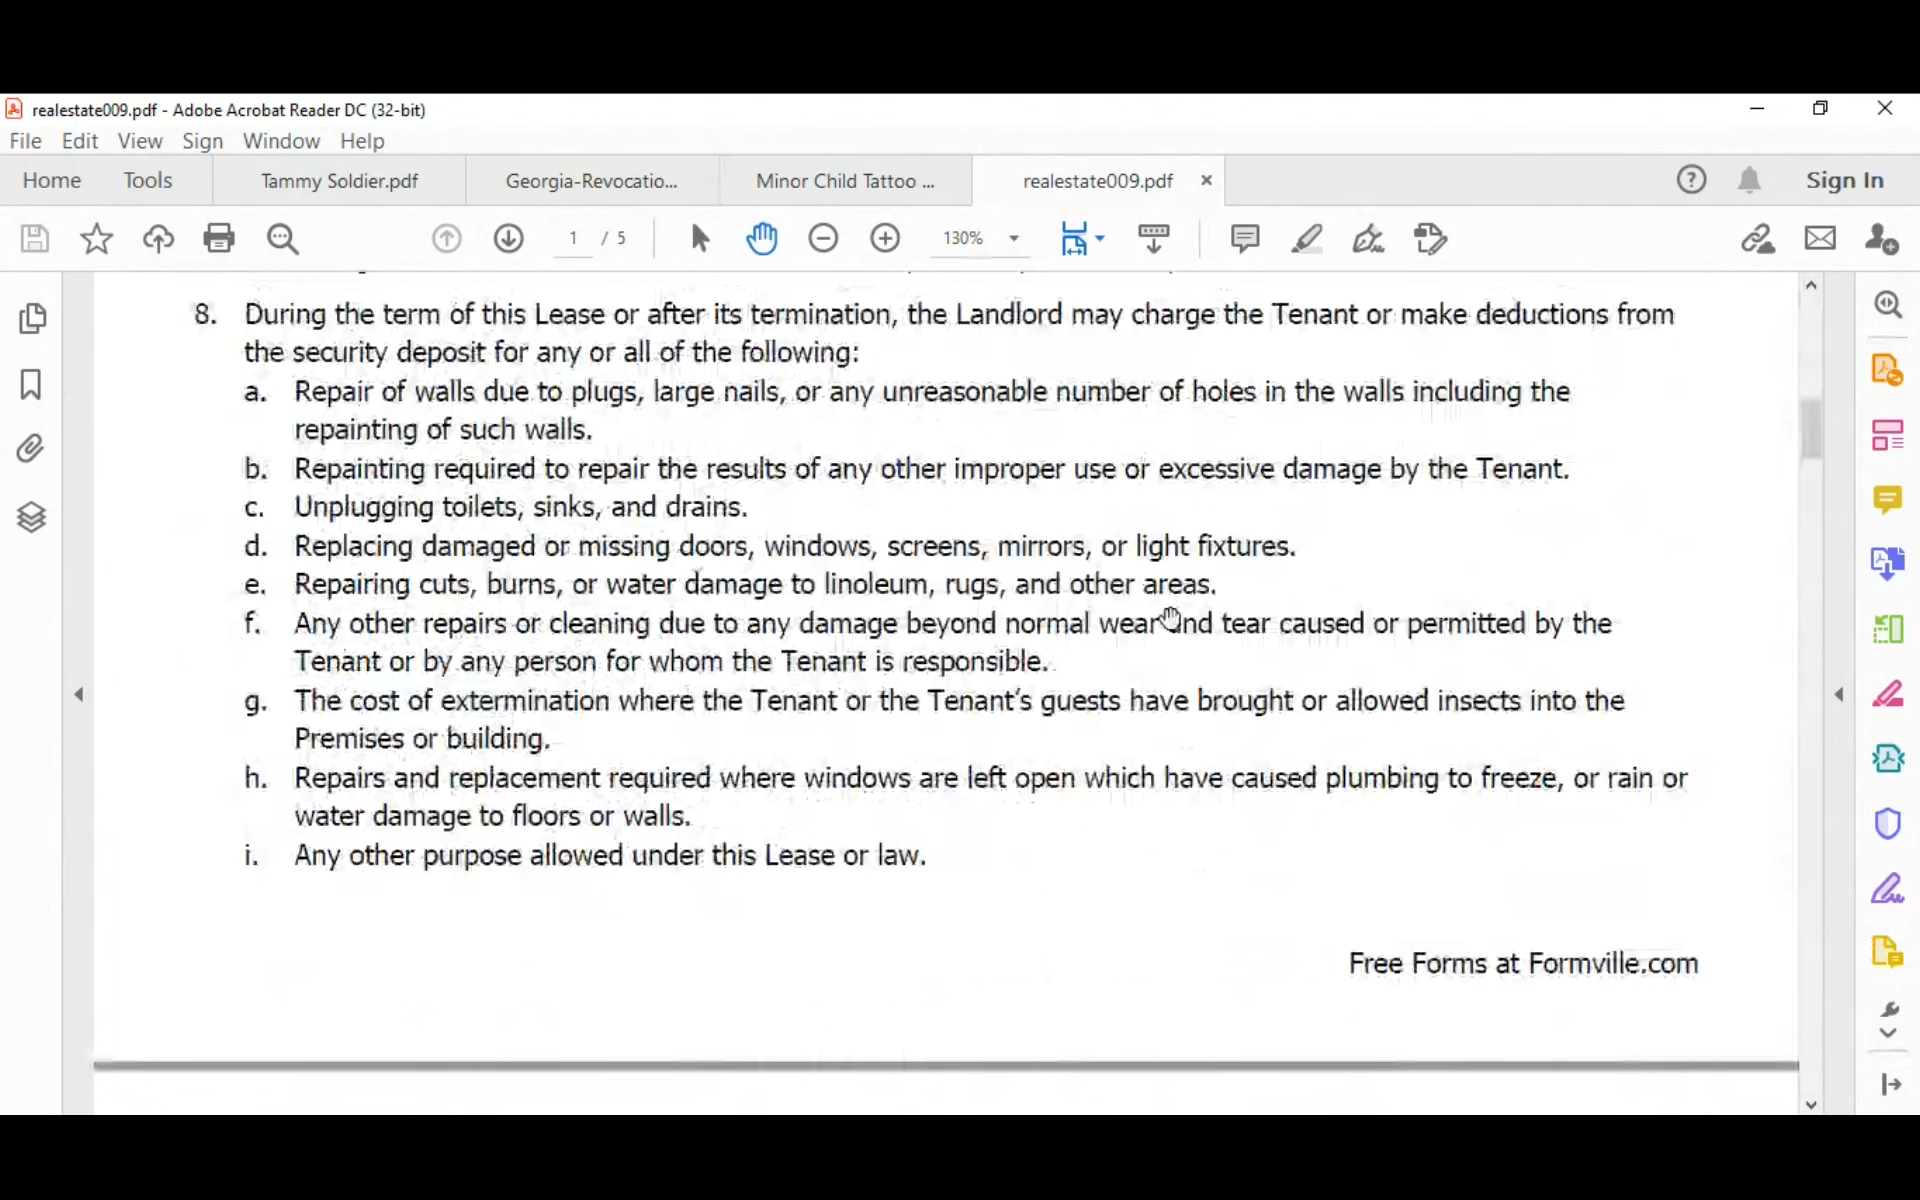 realestate009.pdf - Adobe Acrobat Reader DC (32-bit)
File Edit View Sign Window Help
Home Tools Tammy Soldier.pdf Georgia-Revocatio... Minor Child Tattoo ... realestate009.pdf Sign In
1 / 5 130%
8. During the term of this Lease or after its termination, the Landlord may charge the Tenant or make deductions from
the security deposit for any or all of the following:
a. Repair of walls due to plugs, large nails, or any unreasonable number of holes in the walls including the
repainting of such walls.
b. Repainting required to repair the results of any other improper use or excessive damage by the Tenant.
c. Unplugging toilets, sinks, and drains.
d. Replacing damaged or missing doors, windows, screens, mirrors, or light fixtures.
e. Repairing cuts, burns, or water damage to linoleum, rugs, and other areas.
f. Any other repairs or cleaning due to any damage beyond normal wear and tear caused or permitted by the
Tenant or by any person for whom the Tenant is responsible.
g. The cost of extermination where the Tenant or the Tenant's guests have brought or allowed insects into the
Premises or building.
h. Repairs and replacement required where windows are left open which have caused plumbing to freeze, or rain or
water damage to floors or walls.
i. Any other purpose allowed under this Lease or law.
Free Forms at Formville.com